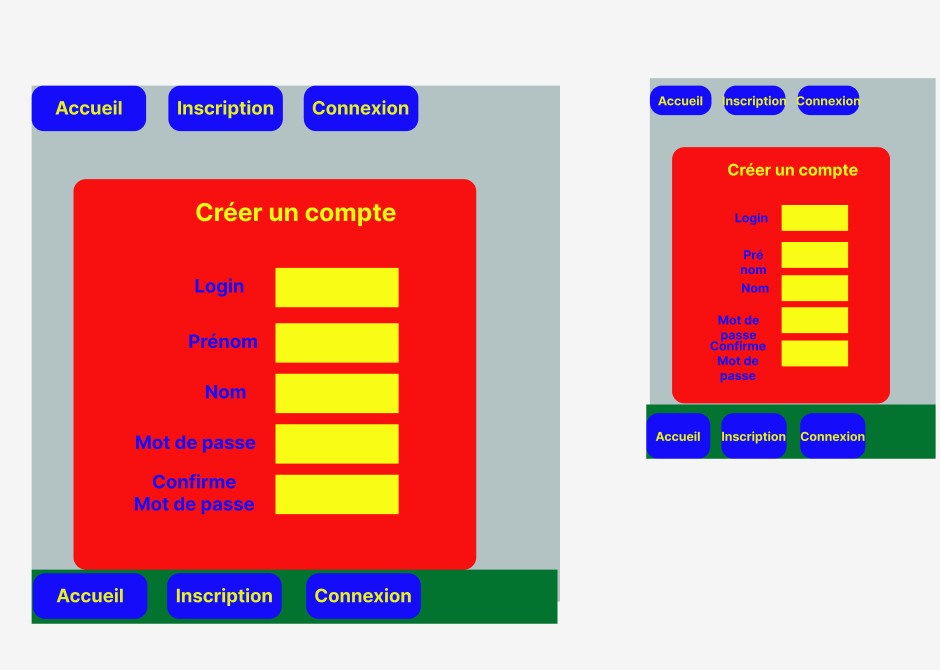 Accueil Inscription Connexion
Créer un compte
Login
Prénom
Nom
Mot de passe
Confirme
Mot de passe
Accueil Inscription Connexion
Accueil Inscription Connexion
Créer un compte
Login
Pré
nom
Nom
Mot de
passe
Confirme
Mot de
passe
Accueil Inscription Connexion